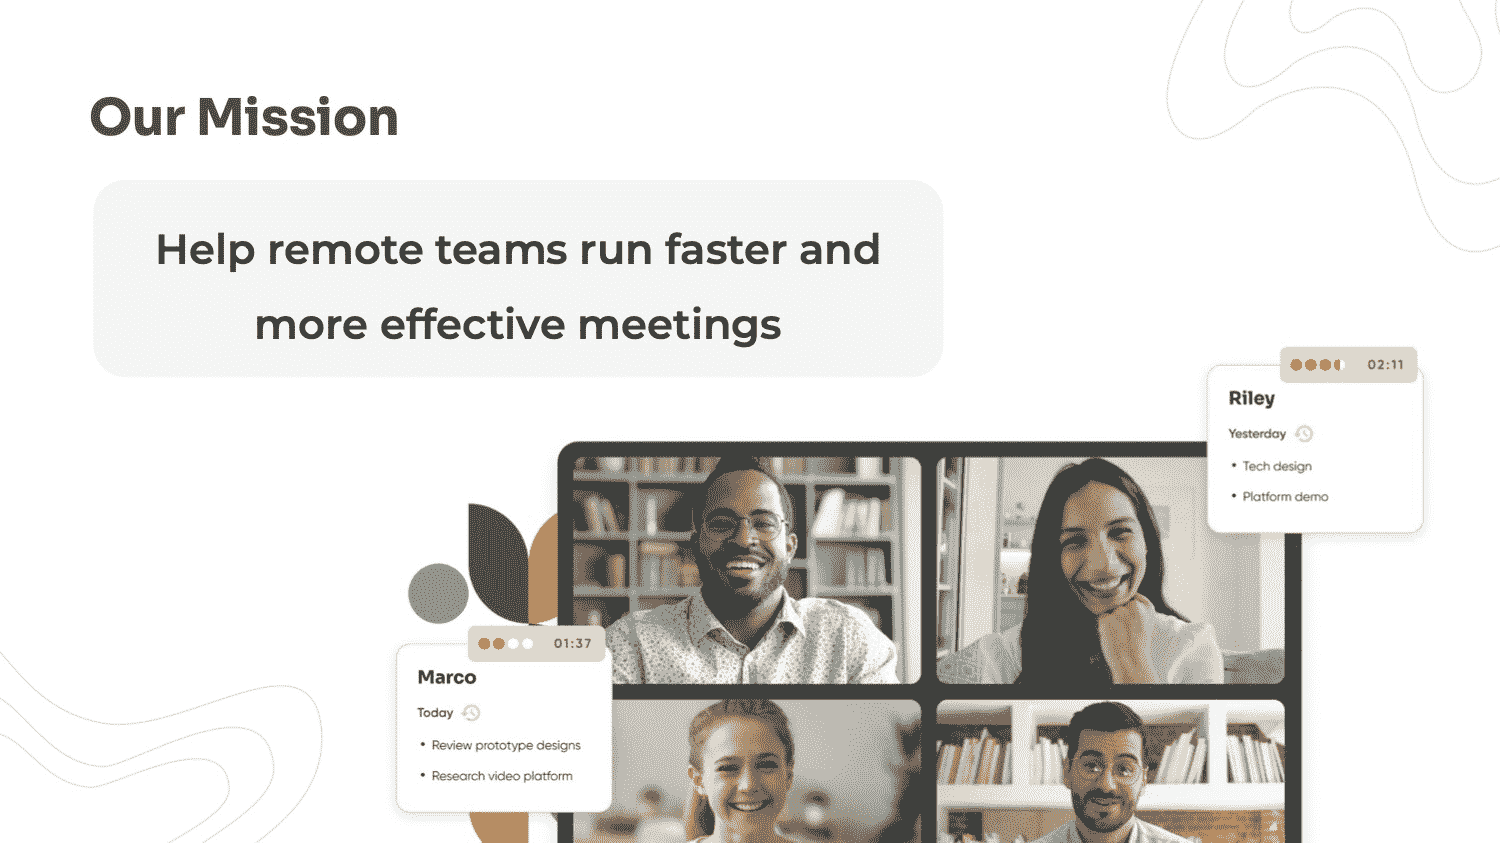 Our Mission
Help remote teams run faster and
more effective meetings
02:11
Riley
Yesterday
• Tech design
• Platform demo
01:37
Marco
Today
• Review prototype designs
• Research video platform